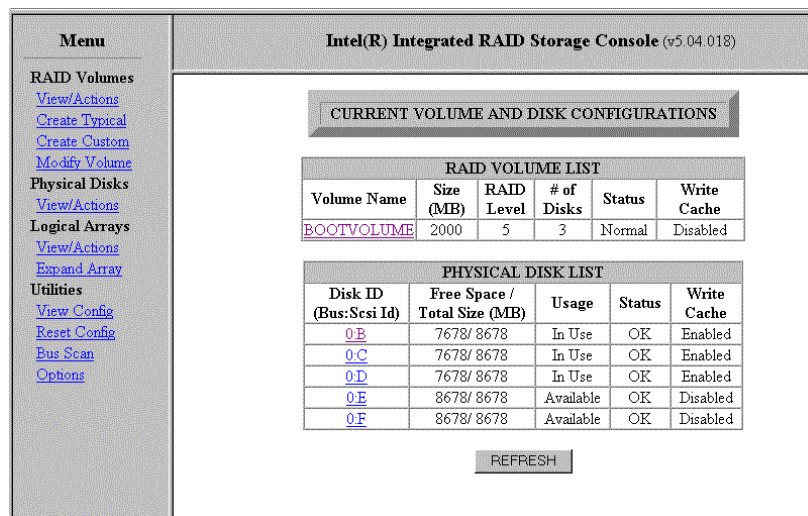 Menu
RAID Volumes
View/Actions
Create Typical
Create Custom
Modify Volume
Physical Disks
View/Actions
Logical Arrays
View/Actions
Expand Array
Utilities
View Config
Reset Config
Bus Scan
Options
Intel(R) Integrated RAID Storage Console (v5.04.018)
CURRENT VOLUME AND DISK CONFIGURATIONS
RAID VOLUME LIST
Volume Name Size (MB) RAID Level # of Disks Status Write Cache
BOOTVOLUME 2000 5 3 Normal Disabled
PHYSICAL DISK LIST
Disk ID (Bus:Scsi Id) Free Space / Total Size (MB) Usage Status Write Cache
0:B 7678/ 8678 In Use OK Enabled
0:C 7678/ 8678 In Use OK Enabled
0:D 7678/ 8678 In Use OK Enabled
0:E 8678/ 8678 Available OK Disabled
0:F 8678/ 8678 Available OK Disabled
REFRESH